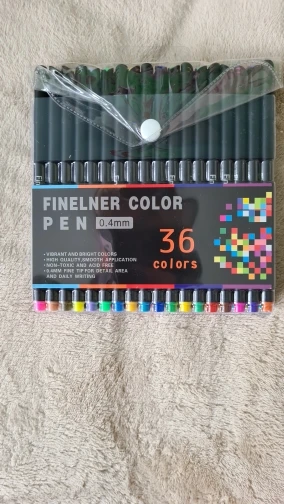 FINELNER COLOR
PEN 0.4mm
36
colors
•VIBRANT AND BRIGHT COLORS
•HIGH QUALITY,SMOOTH APPLICATION
•NON-TOXIC AND ACID FREE
•0.4MM FINE TIP FOR DETAIL AREA
AND DAILY WRITING